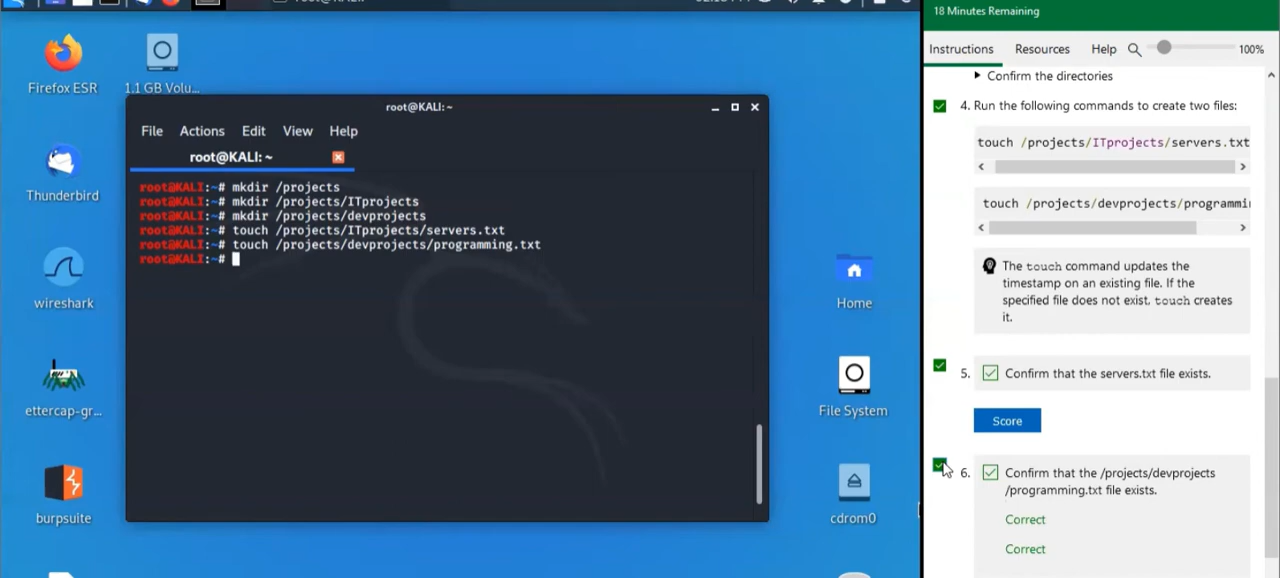 18 Minutes Remaining
Instructions Resources Help 100%
Firefox ESR
1.1 GB Volu...
Thunderbird
wireshark
ettercap-gr...
burpsuite
root@KALI:~
File Actions Edit View Help
root@KALI: ~
root@KALI:~# mkdir /projects
root@KALI:~# mkdir /projects/ITprojects
root@KALI:~# mkdir /projects/devprojects
root@KALI:~# touch /projects/ITprojects/servers.txt
root@KALI:~# touch /projects/devprojects/programming.txt
root@KALI:~#
Home
File System
cdrom0
Confirm the directories
4. Run the following commands to create two files:
touch /projects/ITprojects/servers.txt
touch /projects/devprojects/programmin
The touch command updates the
timestamp on an existing file. If the
specified file does not exist, touch creates
it.
5. Confirm that the servers.txt file exists.
Score
6. Confirm that the /projects/devprojects
/programming.txt file exists.
Correct
Correct